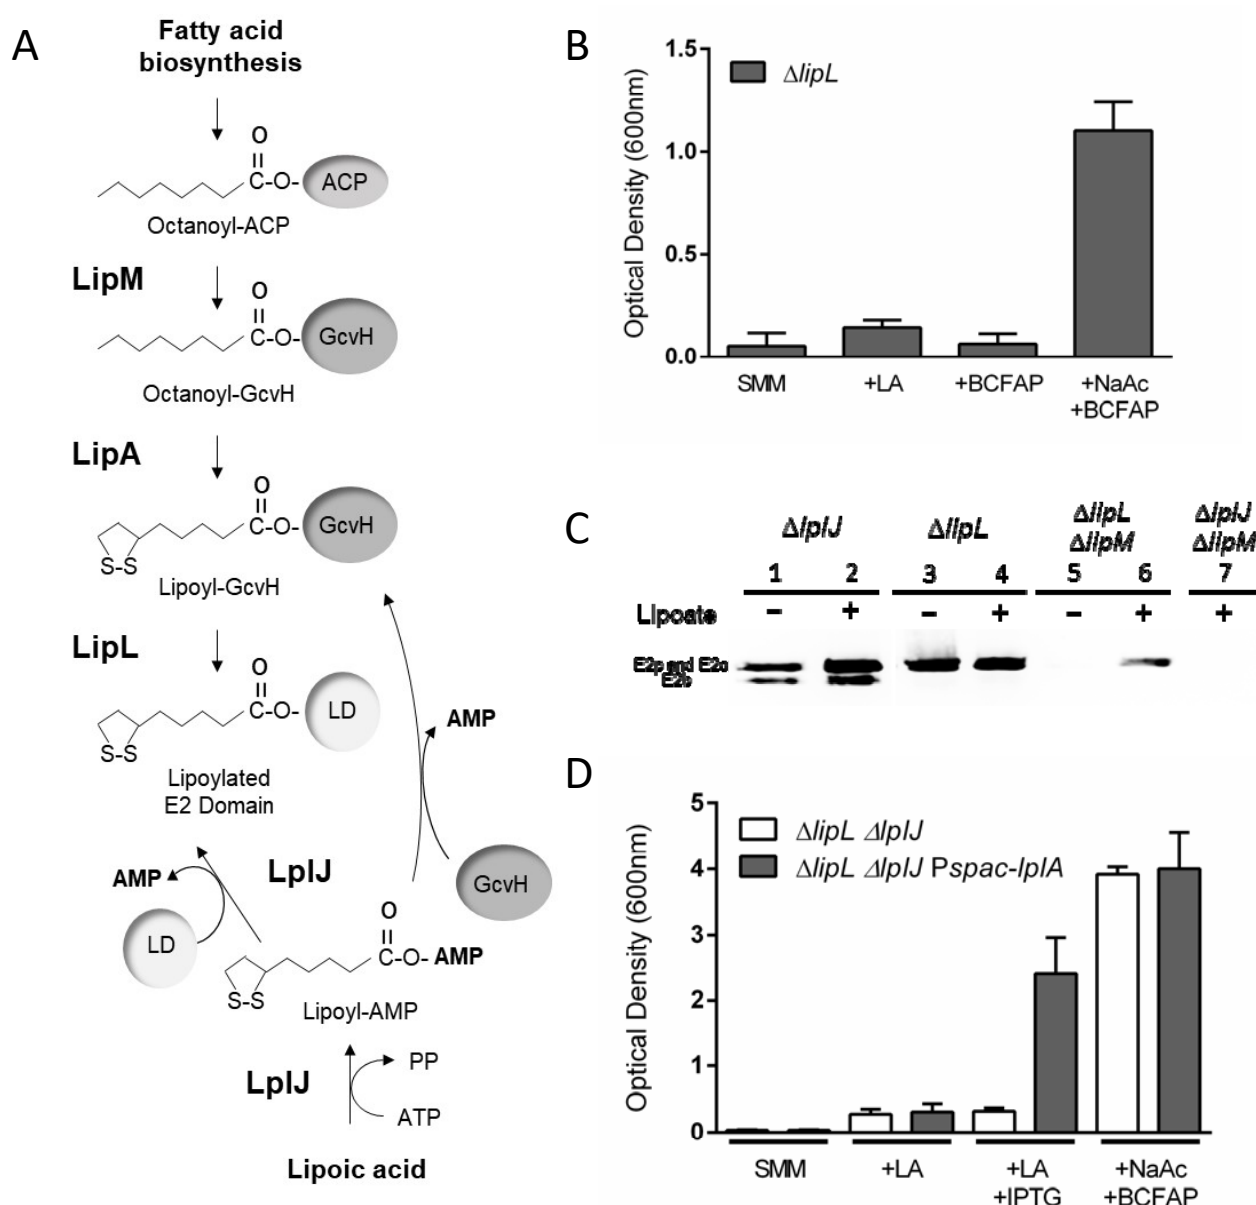 A
Fatty acid
biosynthesis
O
C-O-
ACP
Octanoyl-ACP
LipM
O
C-O-
GcvH
Octanoyl-GcvH
LipA
O
C-O-
GcvH
S-S
Lipoyl-GcvH
LipL
O
C-O-
LD
S-S
Lipoylated
E2 Domain
AMP
AMP
LplJ
LD
GcvH
O
C-O- AMP
S-S
Lipoyl-AMP
LplJ
PP
ATP
Lipoic acid
B
Optical Density (600nm)
1.5
1.0
0.5
0.0
ΔlipL
SMM
+LA
+BCFAP
+NaAc
+BCFAP
C
ΔlplJ
ΔlipL
ΔlipL
ΔlipM
ΔlplJ
ΔlipM
1 2 3 4 5 6 7
Lipoate - + - + - + +
E2p and E2o
E2b
D
Optical Density (600nm)
5
4
3
2
1
0
ΔlipL ΔlplJ
ΔlipL ΔlplJ Pspac-lplA
SMM
+LA
+LA
+IPTG
+NaAc
+BCFAP